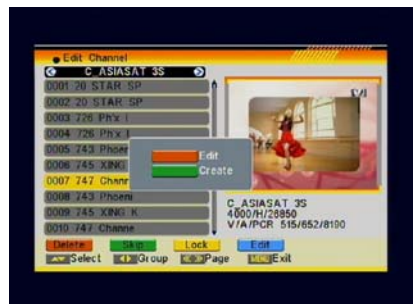 Edit Channel
C_ASIASAT 3S
0001 20 STAR SP
0002 20 STAR SP
0003 726 Ph'x I
0004 726 Ph'x I
0005 743 Phoen
0006 745 XING
0007 747 Chann
0008 743 Phoeni
0009 745 XING K
0010 747 Channe
Edit
Create
C_ASIASAT 3S
4000/H/26850
V/A/PCR 515/652/8190
Delete
Skip
Lock
Edit
Select
Group
Page
Exit